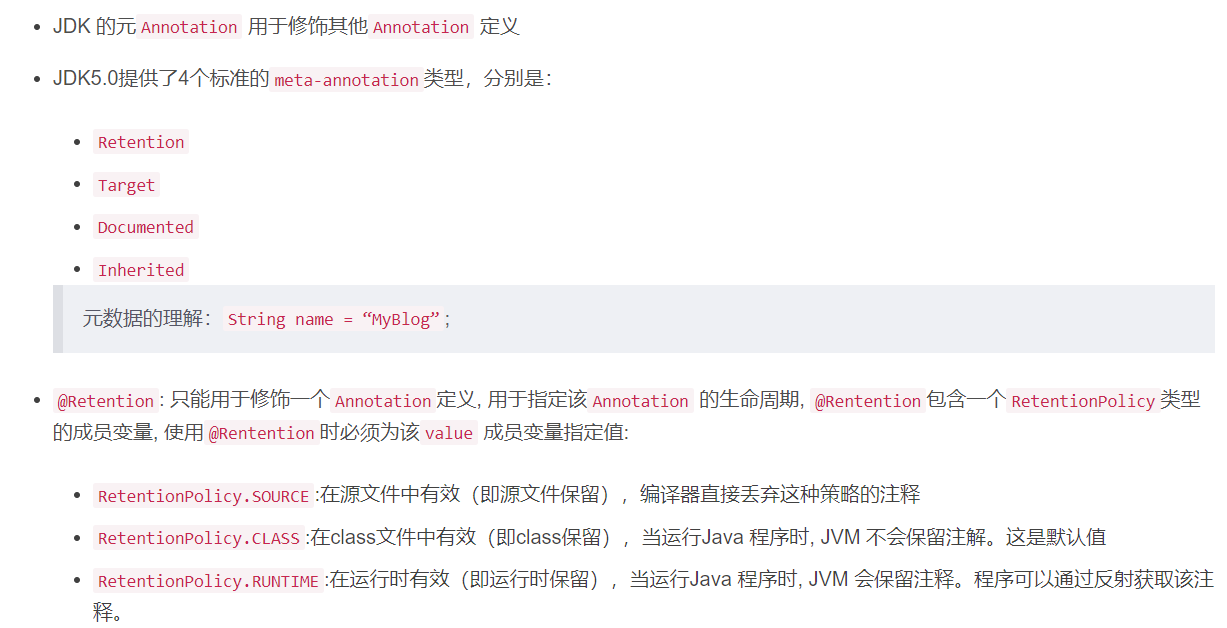 JDK 的元 Annotation 用于修饰其他 Annotation 定义
JDK5.0提供了4个标准的 meta-annotation 类型，分别是：
Retention
Target
Documented
Inherited
元数据的理解： String name = “MyBlog” ;
@Retention : 只能用于修饰一个 Annotation 定义, 用于指定该 Annotation 的生命周期, @Rentention 包含一个 RetentionPolicy 类型
的成员变量, 使用 @Rentention 时必须为该 value 成员变量指定值:
RetentionPolicy.SOURCE :在源文件中有效（即源文件保留），编译器直接丢弃这种策略的注释
RetentionPolicy.CLASS :在class文件中有效（即class保留），当运行Java 程序时, JVM 不会保留注解。这是默认值
RetentionPolicy.RUNTIME :在运行时有效（即运行时保留），当运行Java 程序时, JVM 会保留注释。程序可以通过反射获取该注
释。